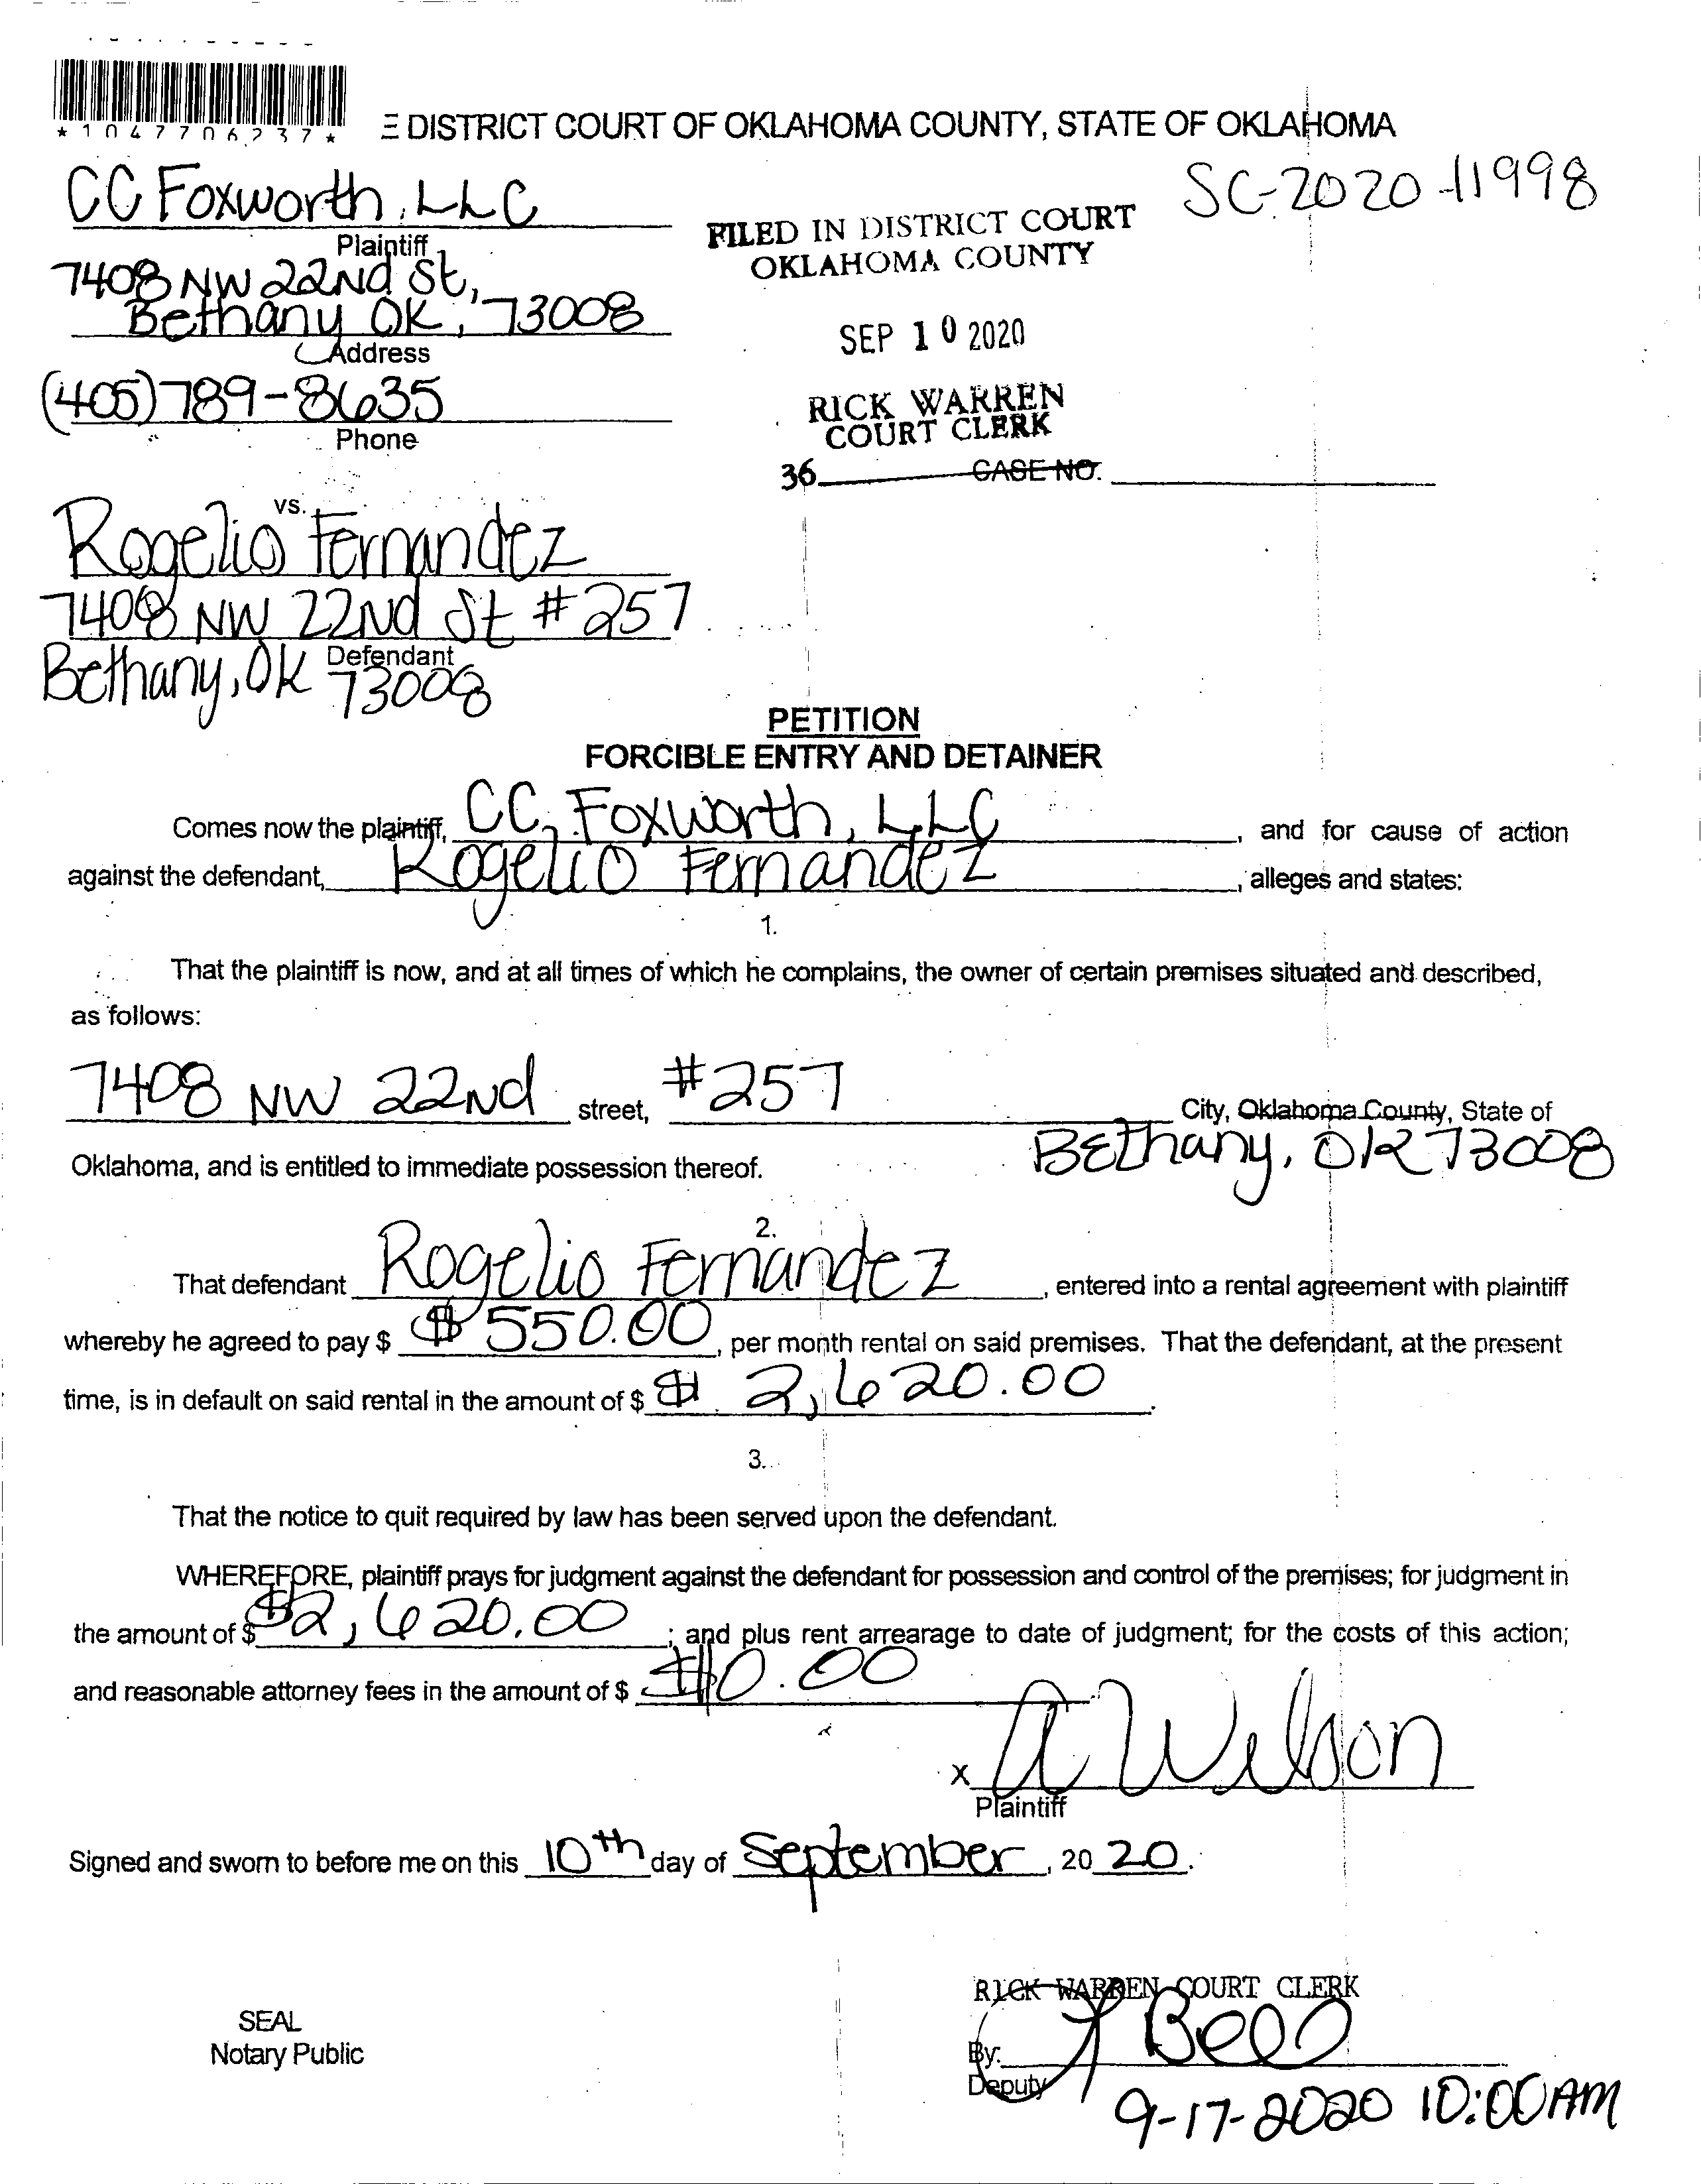 *1047706237*
DISTRICT COURT OF OKLAHOMA COUNTY, STATE OF OKLAHOMA
SC-2020-11998
CC Foxworth, LLC
Plaintiff
7408 NW 22nd St,
Bethany OK, 73008
Address
(405) 789-8635
Phone
FILED IN DISTRICT COURT
OKLAHOMA COUNTY
SEP 10 2020
RICK WARREN
COURT CLERK
36 CASE NO.
vs.
Rogelio Fernandez
7408 NW 22nd St #257
Defendant
Bethany, OK 73008
PETITION
FORCIBLE ENTRY AND DETAINER
Comes now the plaintiff, CC Foxworth, LLC, and for cause of action
against the defendant, Rogelio Fernandez, alleges and states:
1.
That the plaintiff is now, and at all times of which he complains, the owner of certain premises situated and described,
as follows:
7408 NW 22nd street, #257 City, Oklahoma County, State of
Bethany, OK 73008
Oklahoma, and is entitled to immediate possession thereof.
2.
That defendant Rogelio Fernandez, entered into a rental agreement with plaintiff
whereby he agreed to pay $ $550.00, per month rental on said premises. That the defendant, at the present
time, is in default on said rental in the amount of $ $ 2,620.00.
3.
That the notice to quit required by law has been served upon the defendant.
WHEREFORE, plaintiff prays for judgment against the defendant for possession and control of the premises; for judgment in
the amount of $ $2,620.00; and plus rent arrearage to date of judgment; for the costs of this action;
and reasonable attorney fees in the amount of $ $0.00
x A Wilson
Plaintiff
Signed and sworn to before me on this 10th day of September, 20 20.
SEAL
Notary Public
RICK WARREN COURT CLERK
By: Bell
Deputy
9-17-2020 10:00AM